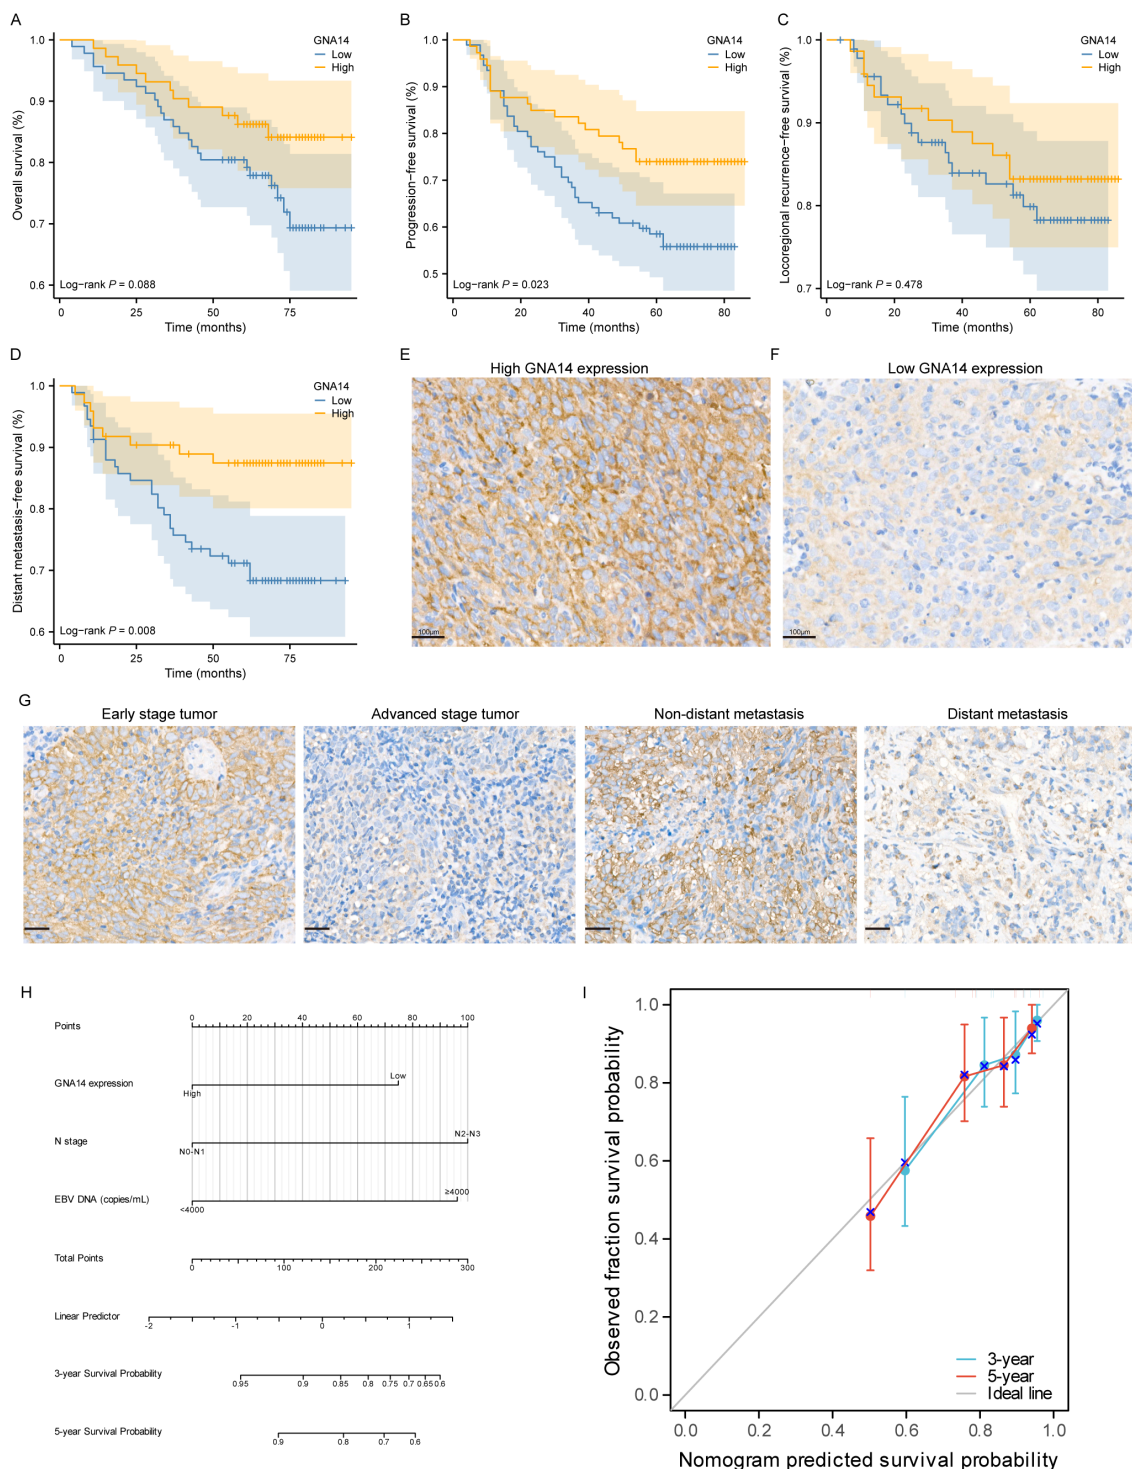 A
GNA14
Low
High
Overall survival (%)
1.0
0.9
0.8
0.7
0.6
Log-rank P = 0.088
0 25 50 75
Time (months)
B
GNA14
Low
High
Progression-free survival (%)
1.0
0.9
0.8
0.7
0.6
0.5
Log-rank P = 0.023
0 20 40 60 80
Time (months)
C
GNA14
Low
High
Locoregional recurrence-free survival (%)
1.0
0.9
0.8
0.7
Log-rank P = 0.478
0 20 40 60 80
Time (months)
D
GNA14
Low
High
Distant metastasis-free survival (%)
1.0
0.9
0.8
0.7
0.6
Log-rank P = 0.008
0 25 50 75
Time (months)
E
High GNA14 expression
100μm
F
Low GNA14 expression
100μm
G
Early stage tumor
Advanced stage tumor
Non-distant metastasis
Distant metastasis
H
Points
0 20 40 60 80 100
GNA14 expression
Low
High
N stage
N2-N3
N0-N1
EBV DNA (copies/mL)
≥4000
<4000
Total Points
0 100 200 300
Linear Predictor
-2 -1 0 1
3-year Survival Probability
0.95 0.9 0.85 0.8 0.75 0.7 0.65 0.6
5-year Survival Probability
0.9 0.8 0.7 0.6
I
Observed fraction survival probability
1.0
0.8
0.6
0.4
0.2
0.0
3-year
5-year
Ideal line
0.0 0.2 0.4 0.6 0.8 1.0
Nomogram predicted survival probability